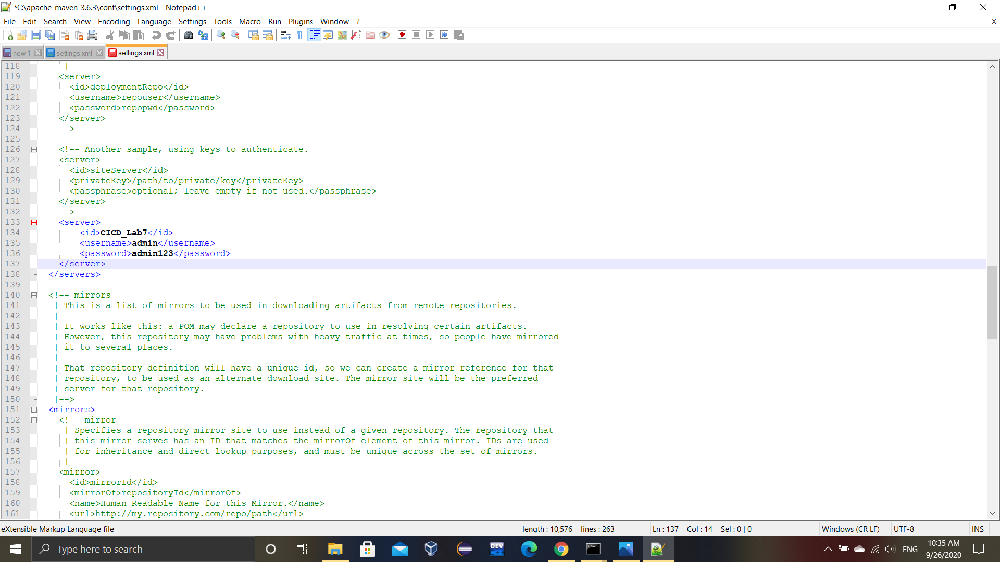 *C:\apache-maven-3.6.3\conf\settings.xml - Notepad++
File Edit Search View Encoding Language Settings Tools Macro Run Plugins Window ? X
new 1 settings.xml settings.xml
118 |
119 <server>
120 <id>deploymentRepo</id>
121 <username>repouser</username>
122 <password>repopwd</password>
123 </server>
124 -->
125
126 <!-- Another sample, using keys to authenticate.
127 <server>
128 <id>siteServer</id>
129 <privateKey>/path/to/private/key</privateKey>
130 <passphrase>optional; leave empty if not used.</passphrase>
131 </server>
132 -->
133 <server>
134 <id>CICD_Lab7</id>
135 <username>admin</username>
136 <password>admin123</password>
137 </server>
138 </servers>
139
140 <!-- mirrors
141 | This is a list of mirrors to be used in downloading artifacts from remote repositories.
142 |
143 | It works like this: a POM may declare a repository to use in resolving certain artifacts.
144 | However, this repository may have problems with heavy traffic at times, so people have mirrored
145 | it to several places.
146 |
147 | That repository definition will have a unique id, so we can create a mirror reference for that
148 | repository, to be used as an alternate download site. The mirror site will be the preferred
149 | server for that repository.
150 |-->
151 <mirrors>
152 <!-- mirror
153 | Specifies a repository mirror site to use instead of a given repository. The repository that
154 | this mirror serves has an ID that matches the mirrorOf element of this mirror. IDs are used
155 | for inheritance and direct lookup purposes, and must be unique across the set of mirrors.
156 |
157 <mirror>
158 <id>mirrorId</id>
159 <mirrorOf>repositoryId</mirrorOf>
160 <name>Human Readable Name for this Mirror.</name>
161 <url>http://my.repository.com/repo/path</url>
eXtensible Markup Language file length : 10,576 lines : 263 Ln : 137 Col : 14 Sel : 0 | 0 Windows (CR LF) UTF-8 INS
Type here to search DEV C++ ENG 10:35 AM
9/26/2020